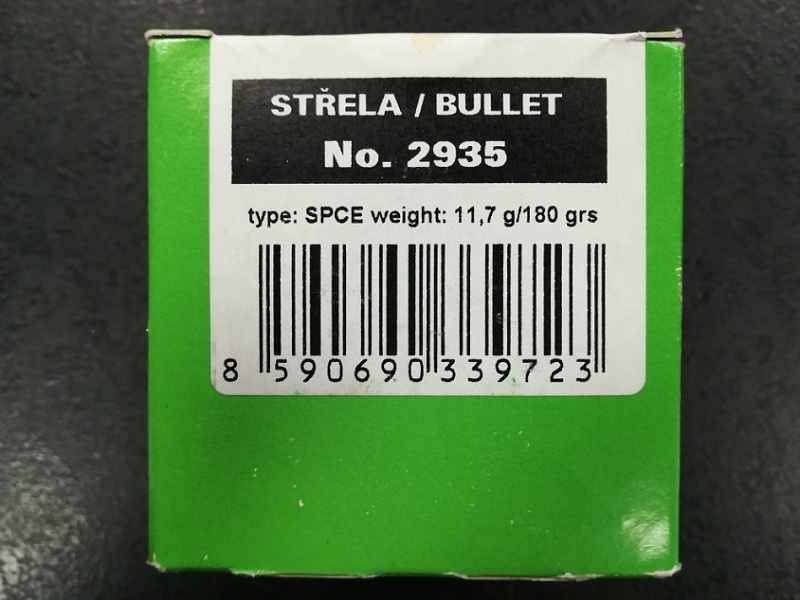 STŘELA / BULLET
No. 2935
type: SPCE weight: 11,7 g/180 grs
8 590690 339723